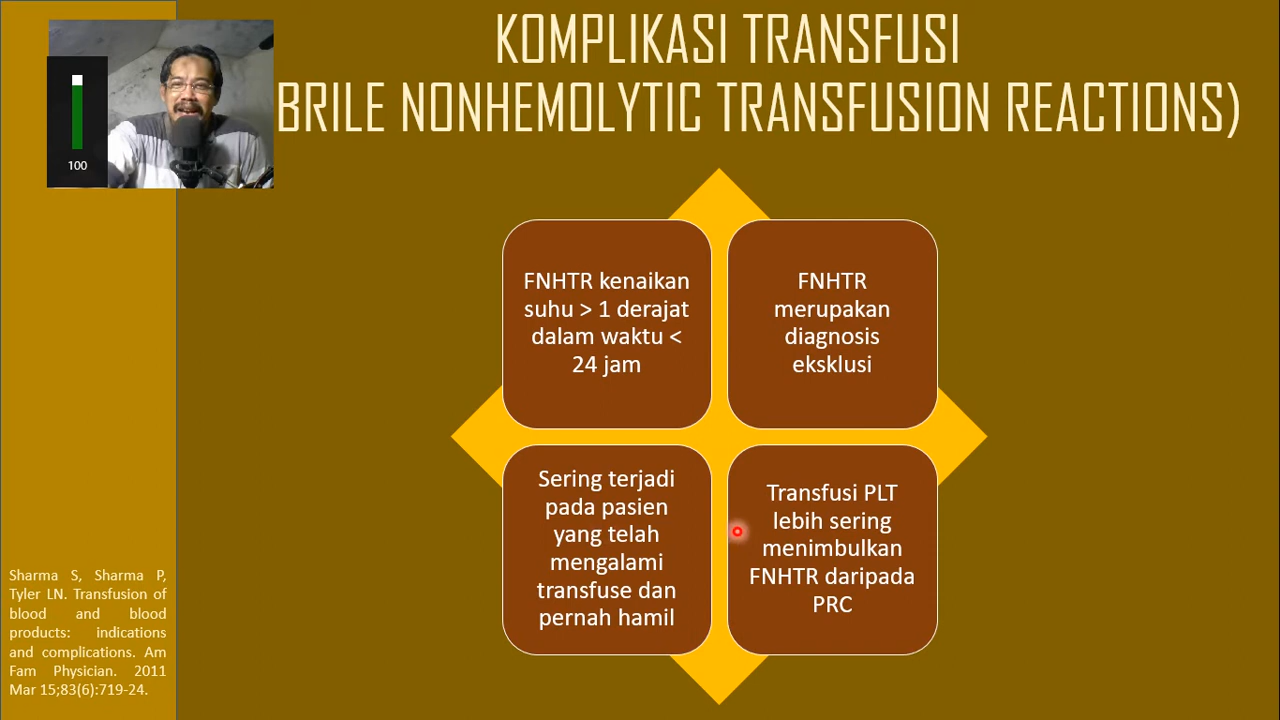 KOMPLIKASI TRANSFUSI
BRILE NONHEMOLYTIC TRANSFUSION REACTIONS)
100
FNHTR kenaikan
suhu > 1 derajat
dalam waktu <
24 jam
FNHTR
merupakan
diagnosis
eksklusi
Sering terjadi
pada pasien
yang telah
mengalami
transfuse dan
pernah hamil
Transfusi PLT
lebih sering
menimbulkan
FNHTR daripada
PRC
Sharma S, Sharma P,
Tyler LN. Transfusion of
blood and blood
products: indications
and complications. Am
Fam Physician. 2011
Mar 15;83(6):719-24.